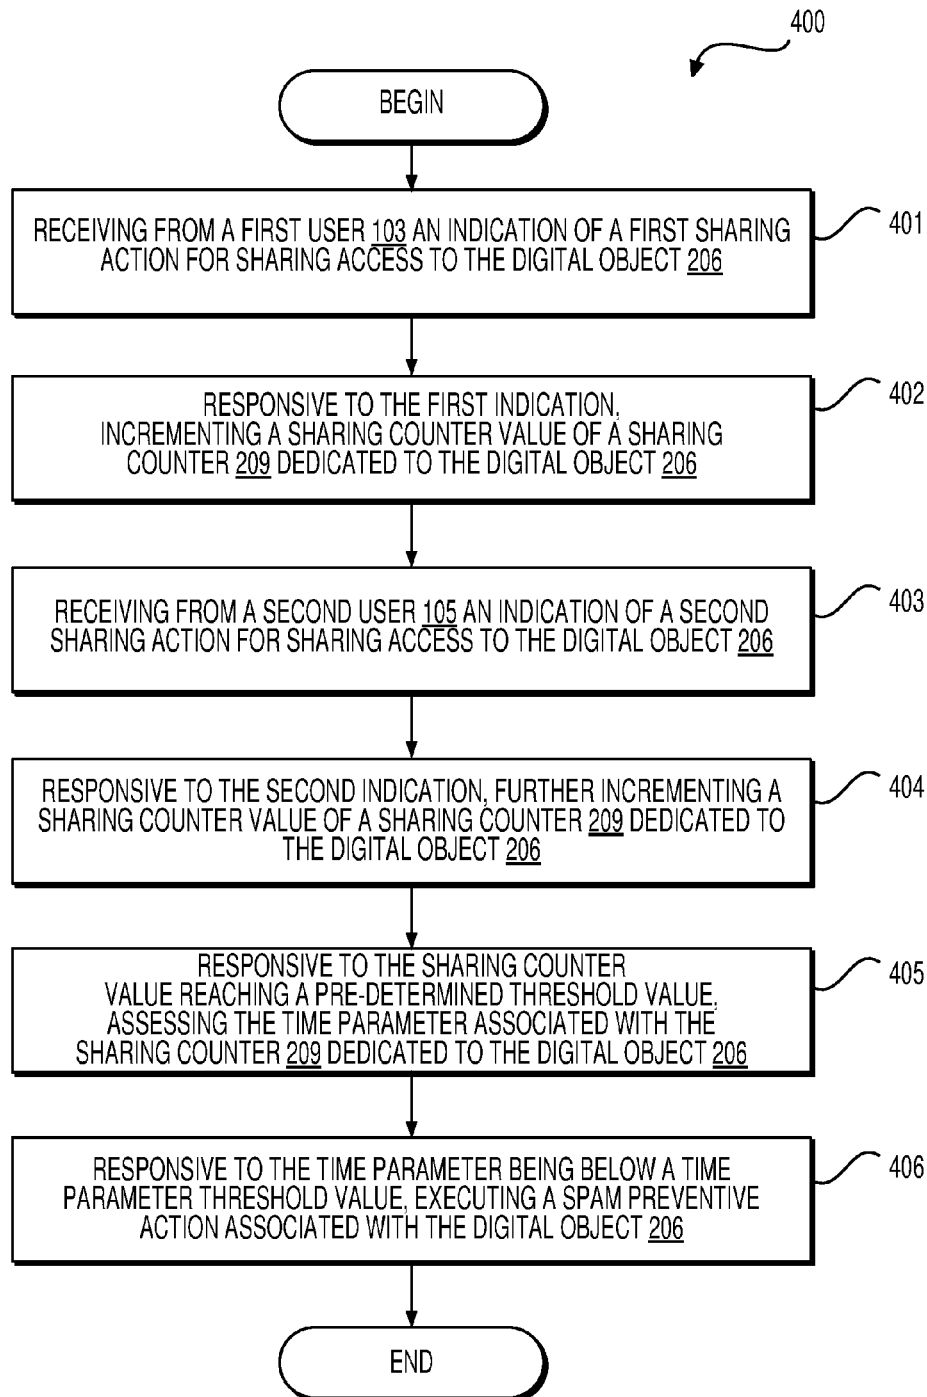 400
BEGIN
RECEIVING FROM A FIRST USER 103 AN INDICATION OF A FIRST SHARING
ACTION FOR SHARING ACCESS TO THE DIGITAL OBJECT 206
401
RESPONSIVE TO THE FIRST INDICATION,
INCREMENTING A SHARING COUNTER VALUE OF A SHARING
COUNTER 209 DEDICATED TO THE DIGITAL OBJECT 206
402
RECEIVING FROM A SECOND USER 105 AN INDICATION OF A SECOND
SHARING ACTION FOR SHARING ACCESS TO THE DIGITAL OBJECT 206
403
RESPONSIVE TO THE SECOND INDICATION, FURTHER INCREMENTING A
SHARING COUNTER VALUE OF A SHARING COUNTER 209 DEDICATED TO
THE DIGITAL OBJECT 206
404
RESPONSIVE TO THE SHARING COUNTER
VALUE REACHING A PRE-DETERMINED THRESHOLD VALUE,
ASSESSING THE TIME PARAMETER ASSOCIATED WITH THE
SHARING COUNTER 209 DEDICATED TO THE DIGITAL OBJECT 206
405
RESPONSIVE TO THE TIME PARAMETER BEING BELOW A TIME
PARAMETER THRESHOLD VALUE, EXECUTING A SPAM PREVENTIVE
ACTION ASSOCIATED WITH THE DIGITAL OBJECT 206
406
END